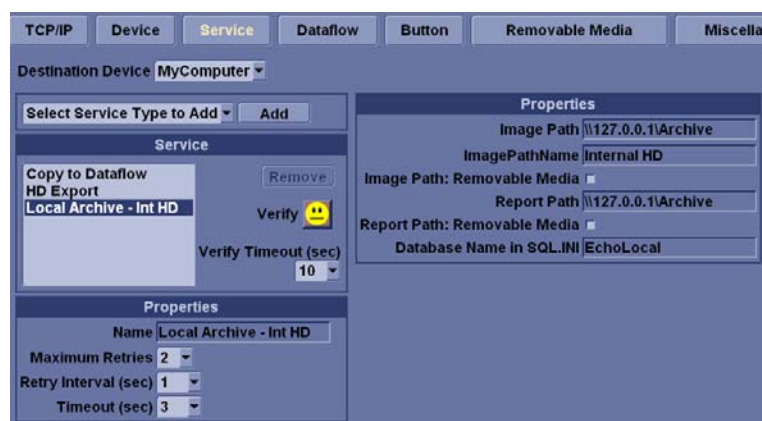 TCP/IP Device Service Dataflow Button Removable Media Miscella
Destination Device MyComputer
Select Service Type to Add Add
Service
Copy to Dataflow
HD Export
Local Archive - Int HD
Remove
Verify
Verify Timeout (sec)
10
Properties
Name Local Archive - Int HD
Maximum Retries 2
Retry Interval (sec) 1
Timeout (sec) 3
Properties
Image Path \\127.0.0.1\Archive
ImagePathName Internal HD
Image Path: Removable Media
Report Path \\127.0.0.1\Archive
Report Path: Removable Media
Database Name in SQL.INI EchoLocal